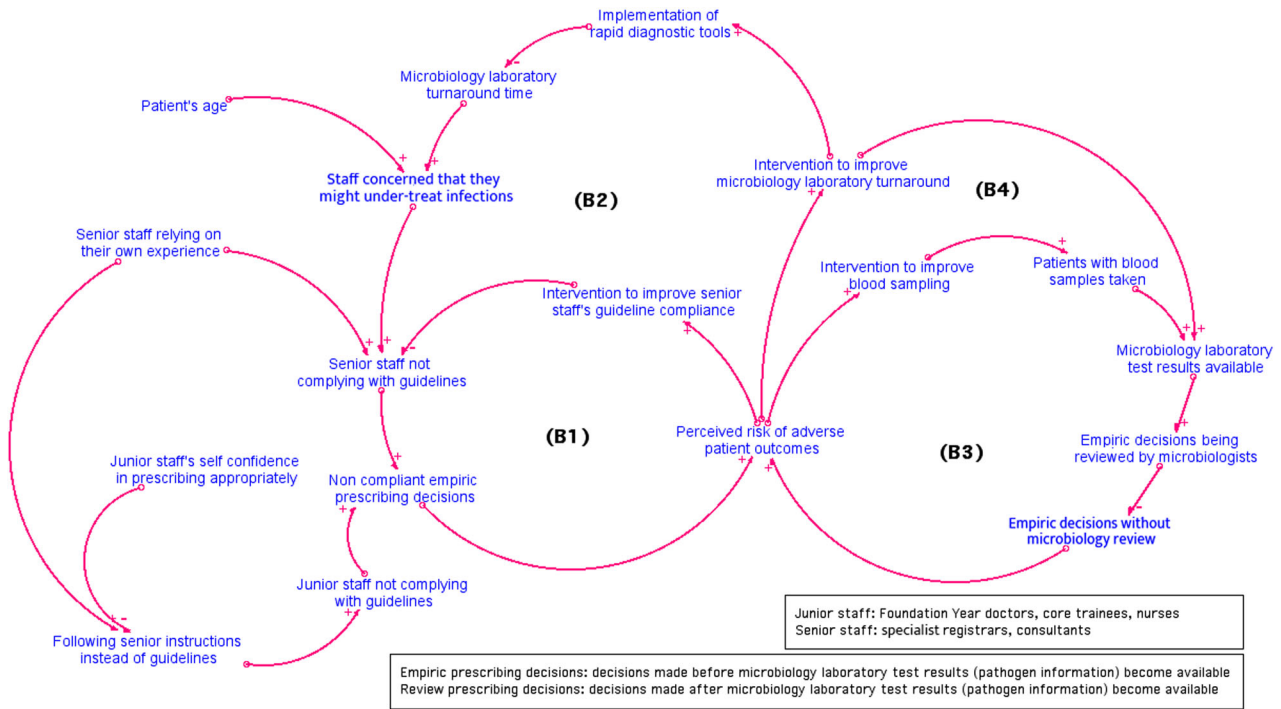 Implementation of
rapid diagnostic tools
+
-
Microbiology laboratory
turnaround time
Patient's age
+
+
Staff concerned that they
might under-treat infections
(B2)
Intervention to improve
microbiology laboratory turnaround
+
(B4)
Senior staff relying on
their own experience
Intervention to improve
blood sampling
+
+
Patients with blood
samples taken
Intervention to improve senior
staff's guideline compliance
+
+
+
-
+
+
Senior staff not
complying with guidelines
Microbiology laboratory
test results available
(B1)
Perceived risk of adverse
patient outcomes
+
+
+
Empiric decisions being
reviewed by microbiologists
(B3)
Junior staff's self confidence
in prescribing appropriately
+
Non compliant empiric
prescribing decisions
+
-
Empiric decisions without
microbiology review
Junior staff not complying
with guidelines
+
+
-
Following senior instructions
instead of guidelines
Junior staff: Foundation Year doctors, core trainees, nurses
Senior staff: specialist registrars, consultants
Empiric prescribing decisions: decisions made before microbiology laboratory test results (pathogen information) become available
Review prescribing decisions: decisions made after microbiology laboratory test results (pathogen information) become available